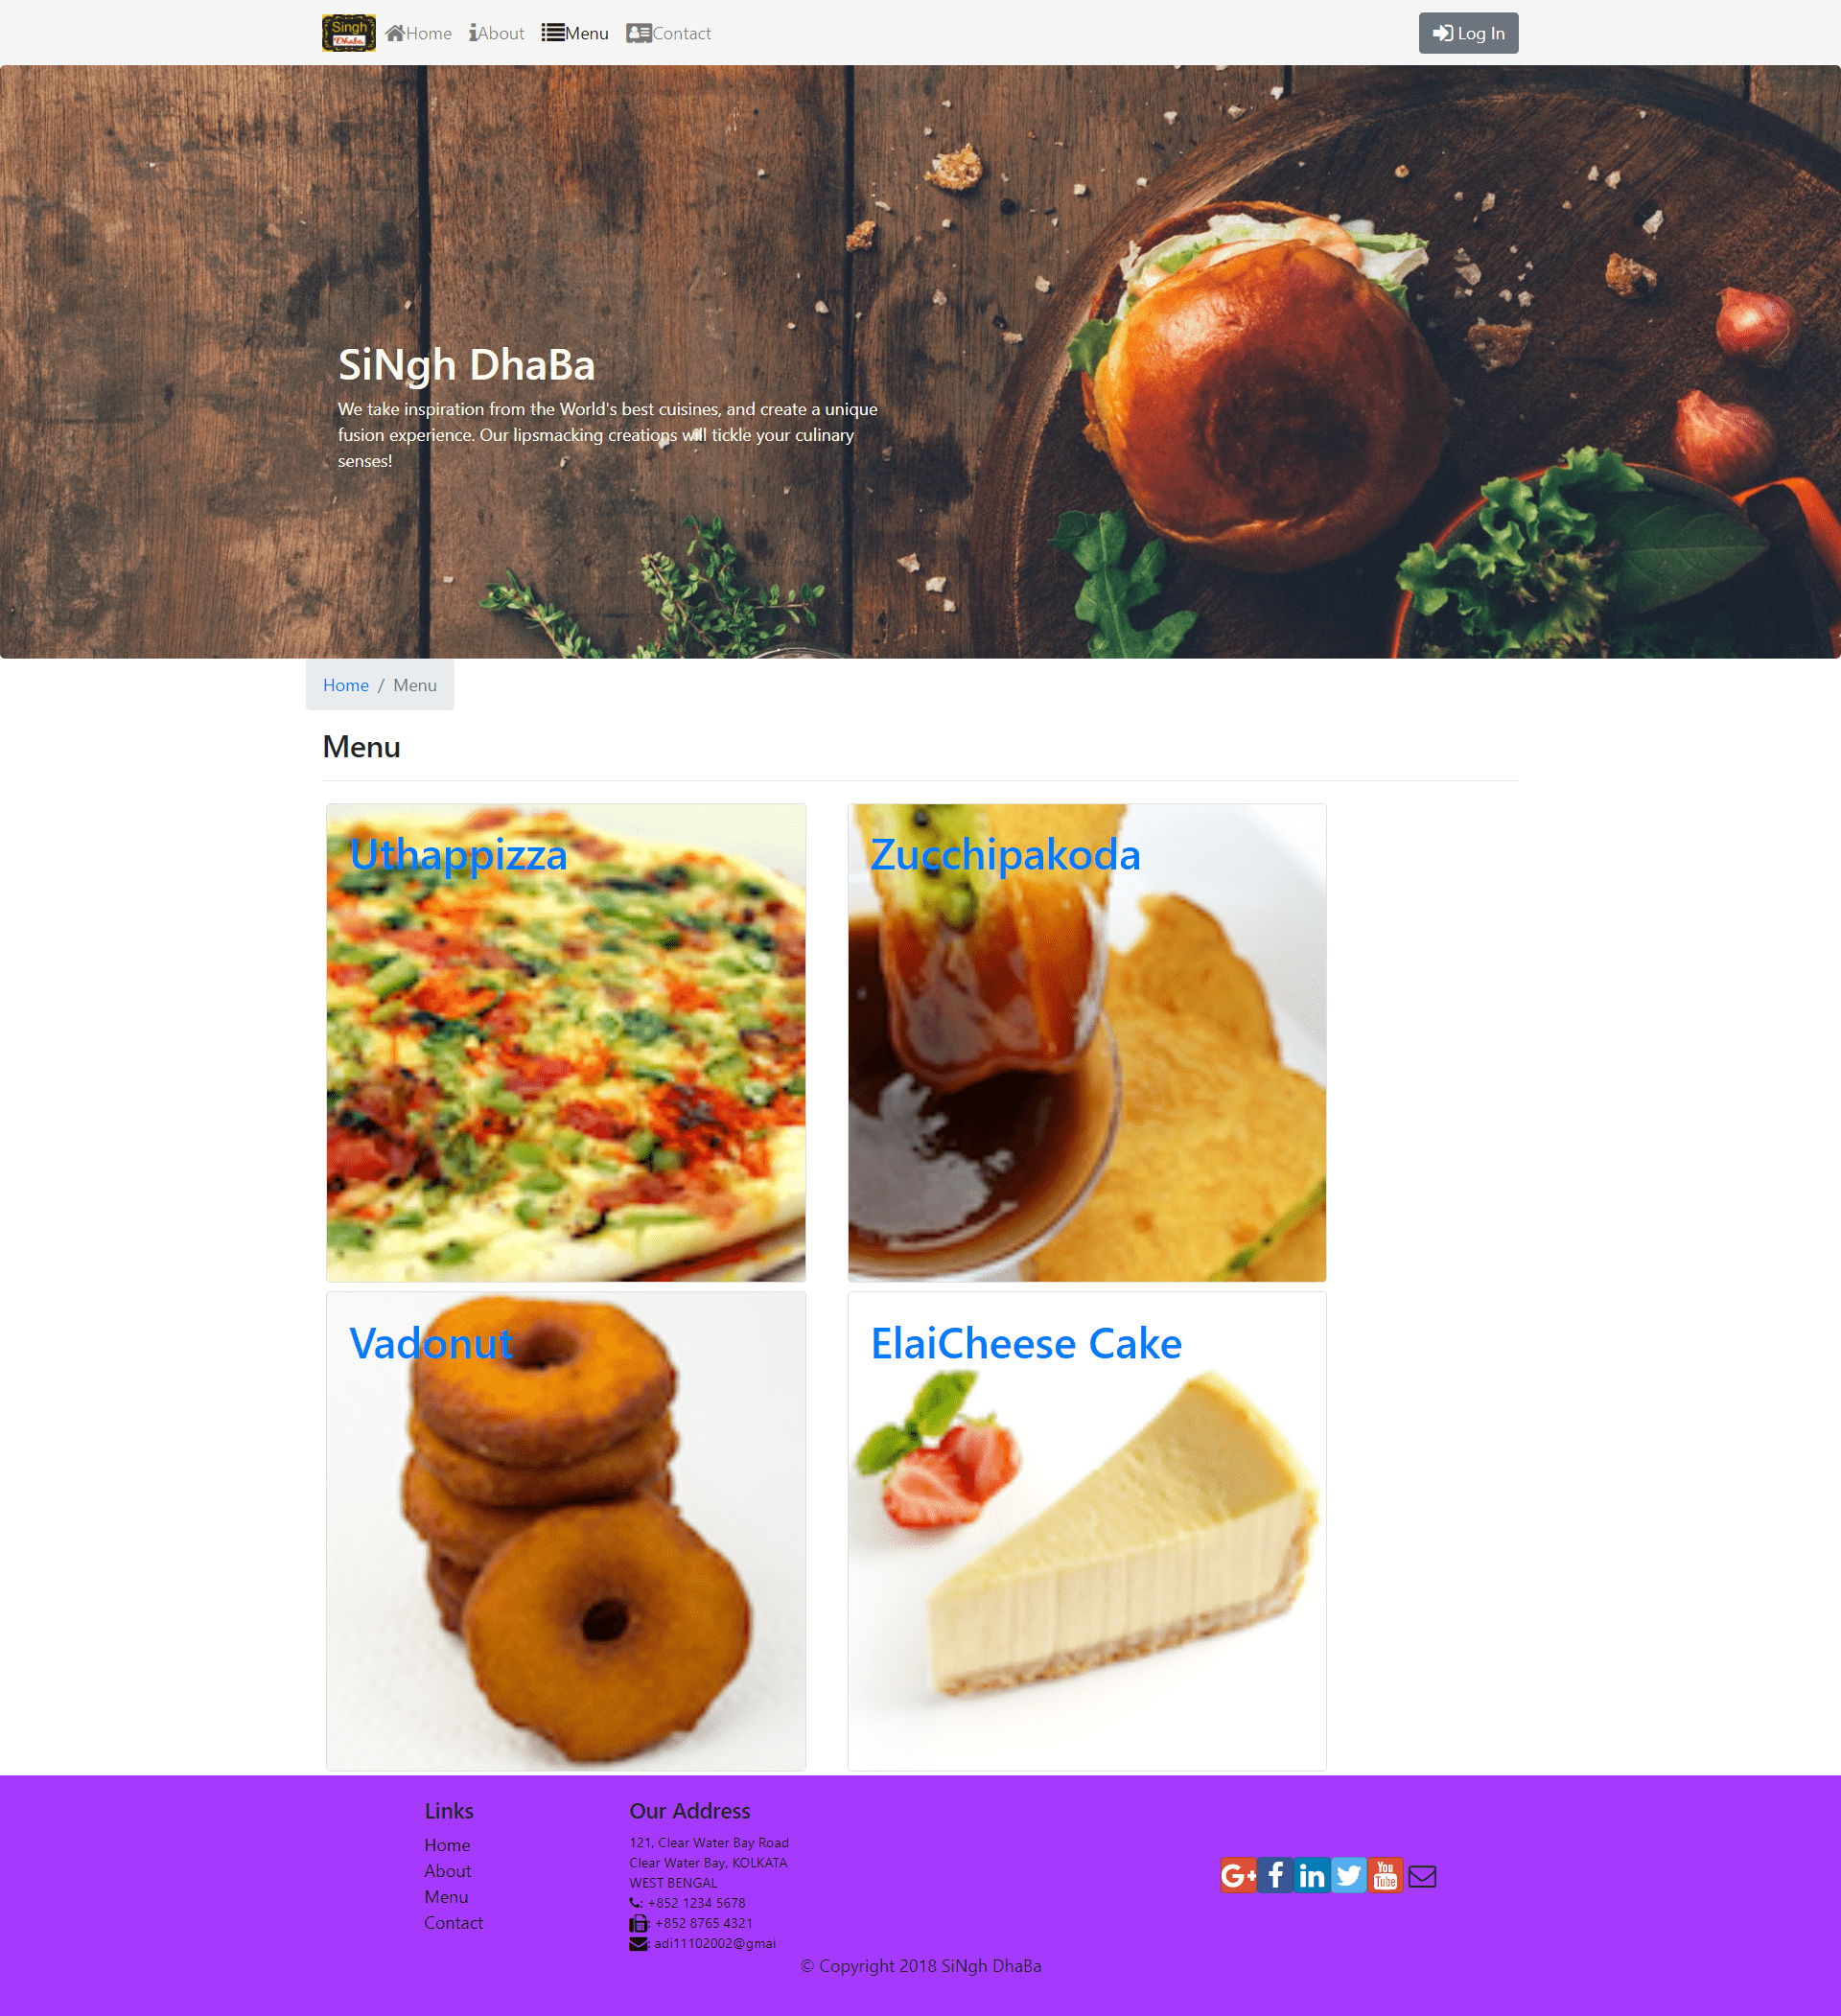 Singh
Dhaba
Home About Menu Contact
Log In
SiNgh DhaBa
We take inspiration from the World's best cuisines, and create a unique
fusion experience. Our lipsmacking creations will tickle your culinary
senses!
Home / Menu
Menu
Uthappizza
Zucchipakoda
Vadonut
ElaiCheese Cake
Links
Home
About
Menu
Contact
Our Address
121, Clear Water Bay Road
Clear Water Bay, KOLKATA
WEST BENGAL
: +852 1234 5678
: +852 8765 4321
: adi11102002@gmai
G+ f in You Tube
© Copyright 2018 SiNgh DhaBa